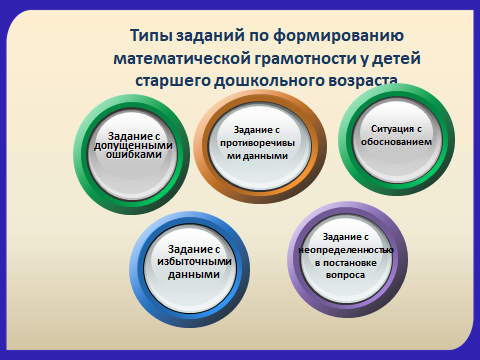 Типы заданий по формированию
математической грамотности у детей
старшего дошкольного возраста
Задание с
допущенными
ошибками
Задание с
противоречивы
ми данными
Ситуация с
обоснованием
Задание с
избыточными
данными
Задание с
неопределенностью
в постановке
вопроса